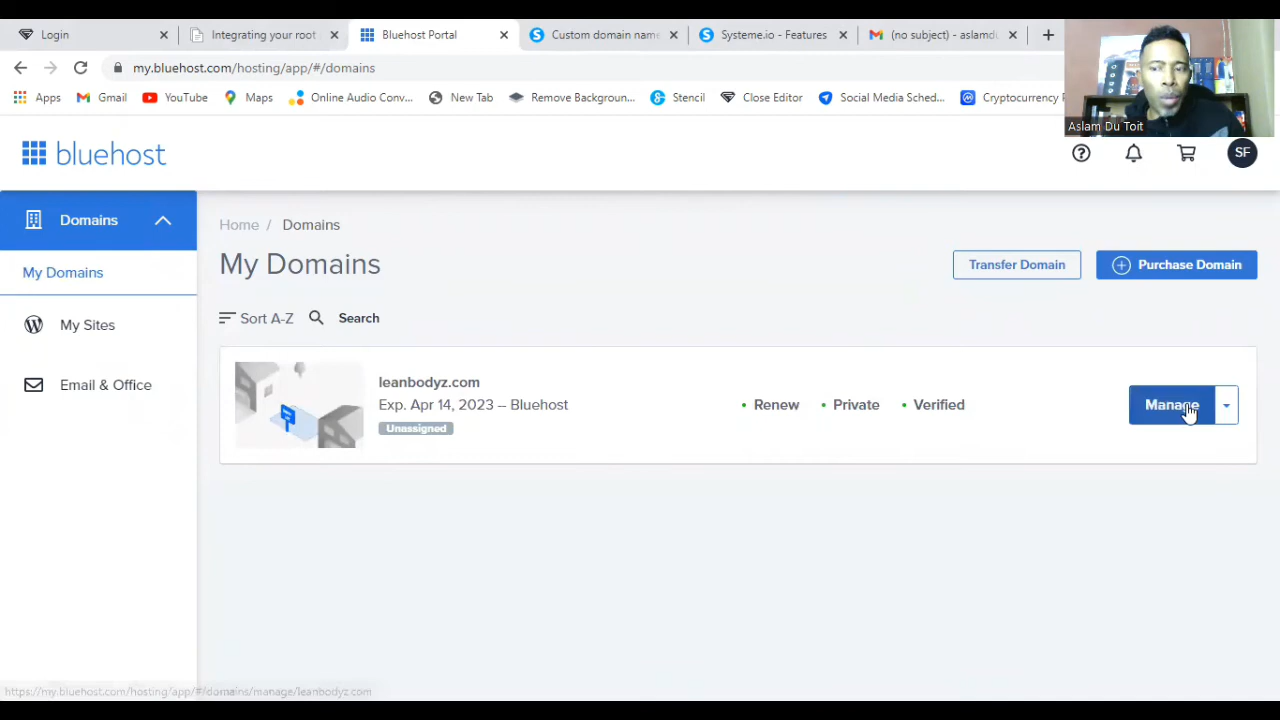 Login
Integrating your root
Bluehost Portal
Custom domain name
Systeme.io - Features
(no subject) - aslamdu
my.bluehost.com/hosting/app/#/domains
Apps
Gmail
YouTube
Maps
Online Audio Conv...
New Tab
Remove Backgroun...
Stencil
Close Editor
Social Media Sched...
Cryptocurrency
Aslam Du Toit
bluehost
SF
Domains
My Domains
My Sites
Email & Office
Home / Domains
My Domains
Transfer Domain
Purchase Domain
Sort A-Z
Search
leanbodyz.com
Exp. Apr 14, 2023 -- Bluehost
Unassigned
• Renew
• Private
• Verified
Manage
https://my.bluehost.com/hosting/app/#/domains/manage/leanbodyz.com